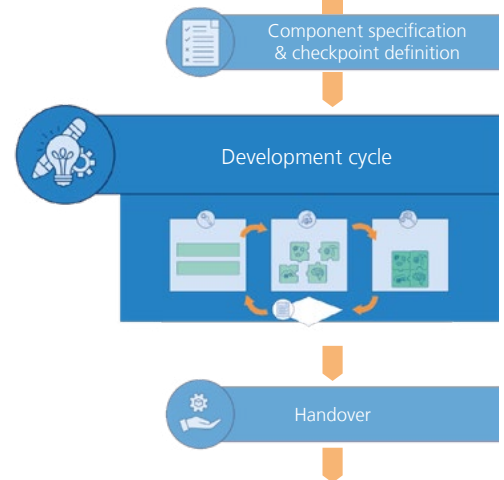 Component specification
& checkpoint definition
Development cycle
Handover